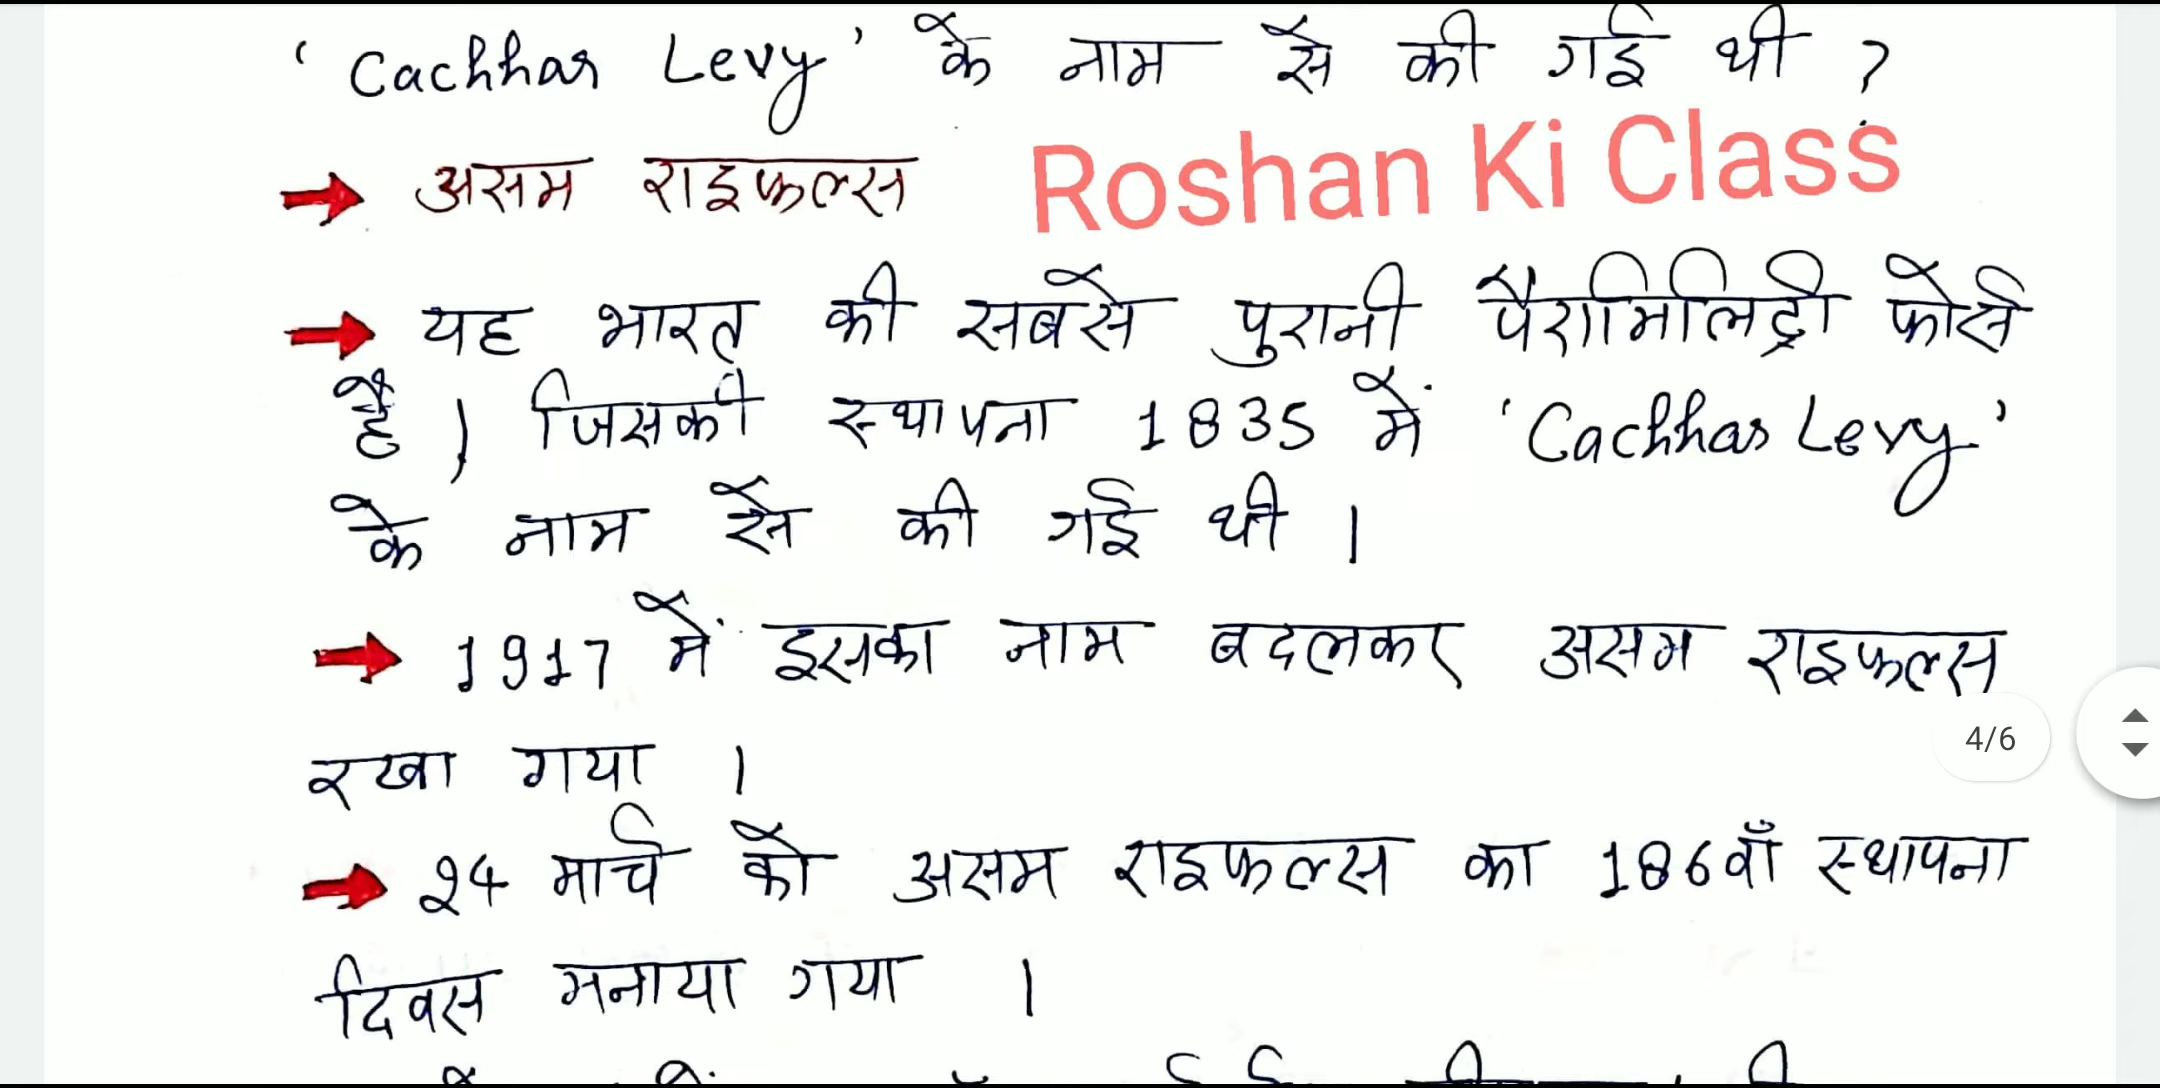 'Cachhar Levy' के नाम से की गई थी ?
→ असम राइफल्स
Roshan Ki Class
→ यह भारत की सबसे पुरानी पैरामिलिट्री फोर्स
है, जिसकी स्थापना 1835 में 'Cachhar Levy'
के नाम से की गई थी ।
→ 1917 में इसका नाम बदलकर असम राइफल्स
4/6
रखा गया ।
→ 24 मार्च को असम राइफल्स का 186वाँ स्थापना
दिवस मनाया गया ।